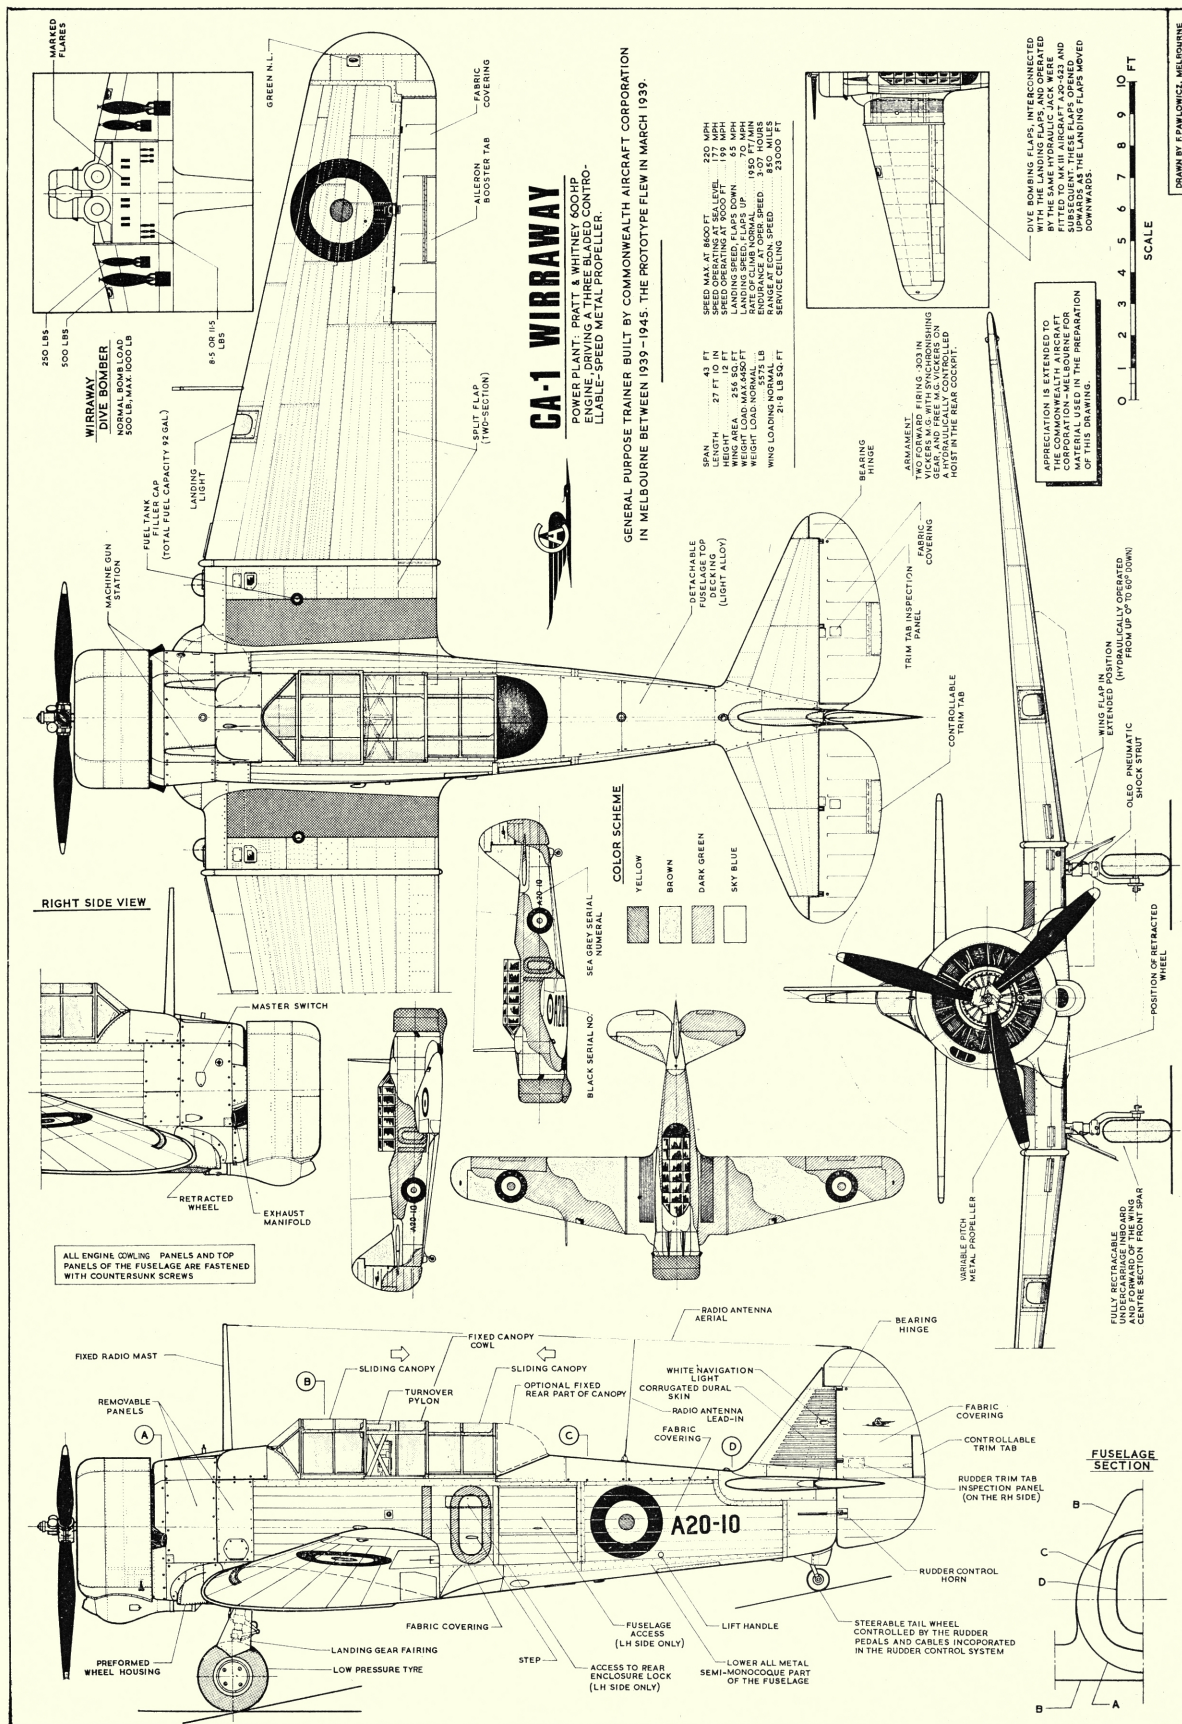 DRAWN BY F. PAWLOWICZ, MELBOURNE
MARKED
FLARES
250 LBS
500 LBS
8·5 OR 11·5
LBS
WIRRAWAY
DIVE BOMBER
NORMAL BOMB LOAD
500 LB, MAX. 1000 LB
GREEN N.L.
FABRIC
COVERING
AILERON
BOOSTER TAB
SPLIT FLAP
(TWO-SECTION)
LANDING
LIGHT
FUEL TANK
FILLER CAP
(TOTAL FUEL CAPACITY 92 GAL.)
MACHINE GUN
STATION
CA-1 WIRRAWAY
POWER PLANT: PRATT & WHITNEY 600 HP
ENGINE, DRIVING A THREE BLADED CONTRO-
LLABLE-SPEED METAL PROPELLER.
CA
GENERAL PURPOSE TRAINER BUILT BY COMMONWEALTH AIRCRAFT CORPORATION
IN MELBOURNE BETWEEN 1939-1945. THE PROTOTYPE FLEW IN MARCH 1939.
SPAN 43 FT
LENGTH 27 FT 10 IN
HEIGHT 12 FT
WING AREA 256 SQ. FT
WEIGHT LOAD. MAX. 6450 FT
WEIGHT LOAD. NORMAL 5575 LB
WING LOADING NORMAL 21·8 LB SQ. FT
SPEED MAX. AT 8600 FT 220 MPH
SPEED OPERATING AT SEA LEVEL 177 MPH
SPEED OPERATING AT 9000 FT 199 MPH
LANDING SPEED, FLAPS DOWN 65 MPH
LANDING SPEED, FLAPS UP 70 MPH
RATE OF CLIMB NORMAL 1950 FT/MIN
ENDURANCE AT OPER. SPEED 3·07 HOURS
RANGE AT ECON. SPEED 850 MILES
SERVICE CEILING 23000 FT
ARMAMENT
TWO FORWARD FIRING ·303 IN
VICKERS M.G. WITH SYNCHRONISING
GEAR, AND FREE M.G. VICKERS ON
A HYDRAULICALLY CONTROLLED
HOIST IN THE REAR COCKPIT.
DIVE BOMBING FLAPS, INTERCONNECTED
WITH THE LANDING FLAPS, AND OPERATED
BY THE SAME HYDRAULIC JACK WERE
FITTED TO MK III AIRCRAFT A20-623 AND
SUBSEQUENT. THESE FLAPS OPENED
UPWARDS AS THE LANDING FLAPS MOVED
DOWNWARDS.
APPRECIATION IS EXTENDED TO
THE COMMONWEALTH AIRCRAFT
CORPORATION-MELBOURNE FOR
MATERIAL USED IN THE PREPARATION
OF THIS DRAWING.
0 1 2 3 4 5 6 7 8 9 10 FT
SCALE
DETACHABLE
FUSELAGE TOP
DECKING
(LIGHT ALLOY)
BEARING
HINGE
FABRIC
COVERING
TRIM TAB INSPECTION
PANEL
CONTROLLABLE
TRIM TAB
WING FLAP IN
EXTENDED POSITION
(HYDRAULICALLY OPERATED
FROM UP 0° TO 60° DOWN)
OLEO PNEUMATIC
SHOCK STRUT
POSITION OF RETRACTED
WHEEL
VARIABLE PITCH
METAL PROPELLER
FULLY RECTRACABLE
UNDERCARRIAGE INBOARD
AND FORWARD OF THE WING
CENTRE SECTION FRONT SPAR
COLOR SCHEME
YELLOW
BROWN
DARK GREEN
SKY BLUE
A20-10
SEA GREY SERIAL
NUMERAL
BLACK SERIAL NO.
A20-10
RIGHT SIDE VIEW
MASTER SWITCH
RETRACTED
WHEEL
EXHAUST
MANIFOLD
ALL ENGINE COWLING PANELS AND TOP
PANELS OF THE FUSELAGE ARE FASTENED
WITH COUNTERSUNK SCREWS
FIXED RADIO MAST
REMOVABLE
PANELS
A
B
SLIDING CANOPY
TURNOVER
PYLON
FIXED CANOPY
COWL
SLIDING CANOPY
OPTIONAL FIXED
REAR PART OF CANOPY
C
RADIO ANTENNA
AERIAL
WHITE NAVIGATION
LIGHT
CORRUGATED DURAL
SKIN
RADIO ANTENNA
LEAD-IN
FABRIC
COVERING
D
BEARING
HINGE
FABRIC
COVERING
CONTROLLABLE
TRIM TAB
RUDDER TRIM TAB
INSPECTION PANEL
(ON THE RH SIDE)
A20-10
RUDDER CONTROL
HORN
STEERABLE TAIL WHEEL
CONTROLLED BY THE RUDDER
PEDALS AND CABLES INCOPORATED
IN THE RUDDER CONTROL SYSTEM
LIFT HANDLE
LOWER ALL METAL
SEMI-MONOCOQUE PART
OF THE FUSELAGE
FUSELAGE
ACCESS
(LH SIDE ONLY)
ACCESS TO REAR
ENCLOSURE LOCK
(LH SIDE ONLY)
STEP
FABRIC COVERING
LANDING GEAR FAIRING
LOW PRESSURE TYRE
PREFORMED
WHEEL HOUSING
FUSELAGE
SECTION
B
C
D
B
A